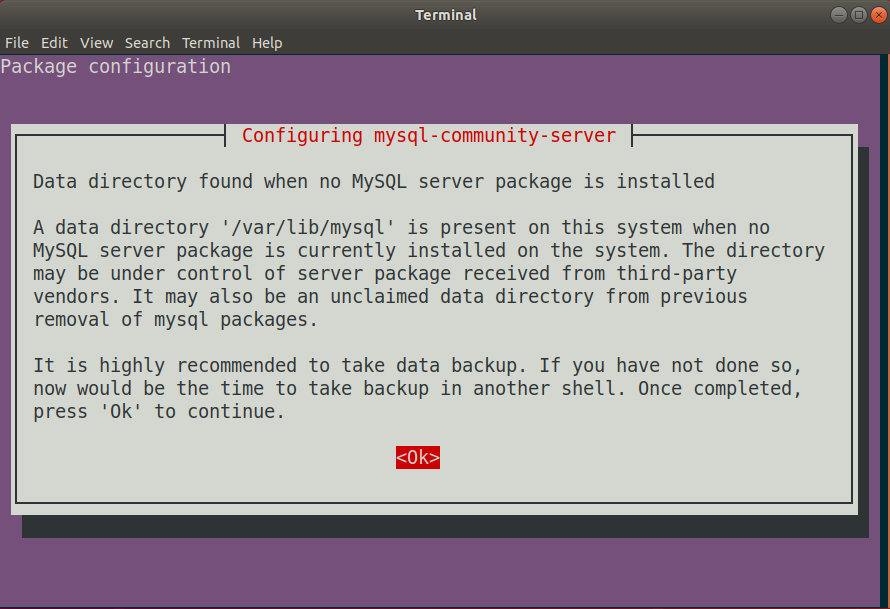 Terminal
File Edit View Search Terminal Help
Package configuration
Configuring mysql-community-server
Data directory found when no MySQL server package is installed
A data directory '/var/lib/mysql' is present on this system when no
MySQL server package is currently installed on the system. The directory
may be under control of server package received from third-party
vendors. It may also be an unclaimed data directory from previous
removal of mysql packages.
It is highly recommended to take data backup. If you have not done so,
now would be the time to take backup in another shell. Once completed,
press 'Ok' to continue.
<Ok>